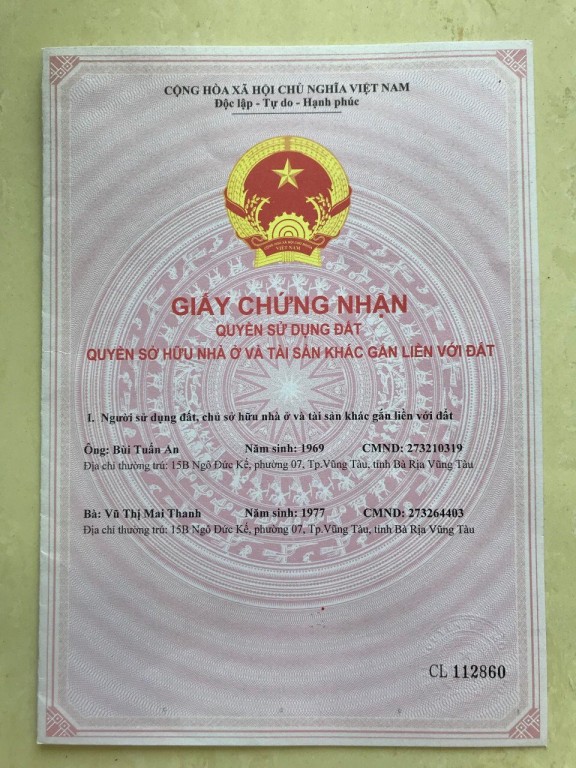 CỘNG HÒA XÃ HỘI CHỦ NGHĨA VIỆT NAM
Độc lập - Tự do - Hạnh phúc
VIỆT NAM
GIẤY CHỨNG NHẬN
QUYỀN SỬ DỤNG ĐẤT
QUYỀN SỞ HỮU NHÀ Ở VÀ TÀI SẢN KHÁC GẮN LIỀN VỚI ĐẤT
I. Người sử dụng đất, chủ sở hữu nhà ở và tài sản khác gắn liền với đất
Ông: Bùi Tuấn An Năm sinh: 1969 CMND: 273210319
Địa chỉ thường trú: 15B Ngô Đức Kế, phường 07, Tp.Vũng Tàu, tỉnh Bà Rịa Vũng Tàu
Bà: Vũ Thị Mai Thanh Năm sinh: 1977 CMND: 273264403
Địa chỉ thường trú: 15B Ngô Đức Kế, phường 07, Tp.Vũng Tàu, tỉnh Bà Rịa Vũng Tàu
CL 112860